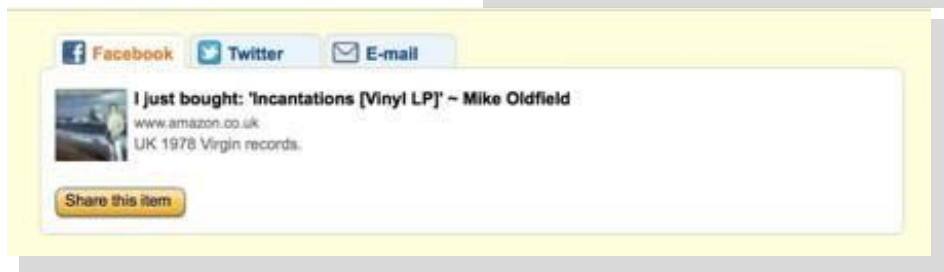 Facebook Twitter E-mail
I just bought: 'Incantations [Vinyl LP]' ~ Mike Oldfield
www.amazon.co.uk
UK 1978 Virgin records.
Share this item